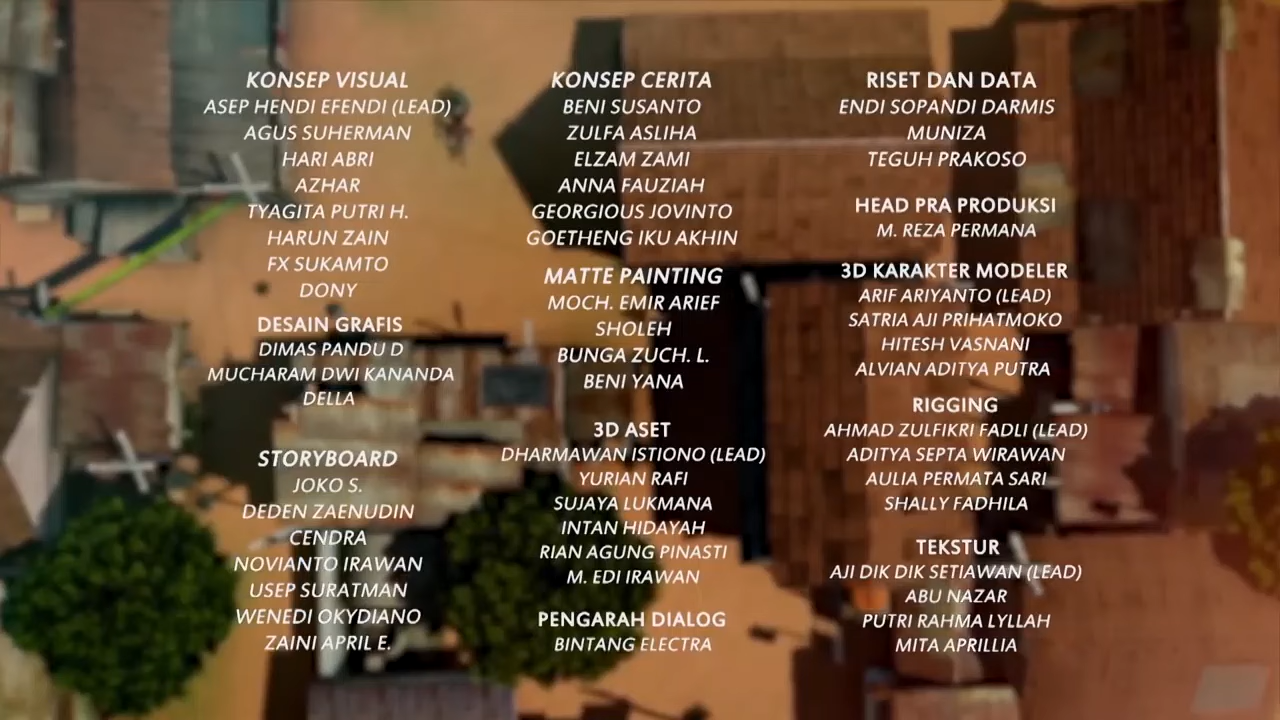 KONSEP VISUAL
ASEP HENDI EFENDI (LEAD)
AGUS SUHERMAN
HARI ABRI
AZHAR
TYAGITA PUTRI H.
HARUN ZAIN
FX SUKAMTO
DONY
DESAIN GRAFIS
DIMAS PANDU D
MUCHARAM DWI KANANDA
DELLA
STORYBOARD
JOKO S.
DEDEN ZAENUDIN
CENDRA
NOVIANTO IRAWAN
USEP SURATMAN
WENEDI OKYDIANO
ZAINI APRIL E.
KONSEP CERITA
BENI SUSANTO
ZULFA ASLIHA
ELZAM ZAMI
ANNA FAUZIAH
GEORGIOUS JOVINTO
GOETHENG IKU AKHIN
MATTE PAINTING
MOCH. EMIR ARIEF
SHOLEH
BUNGA ZUCH. L.
BENI YANA
3D ASET
DHARMAWAN ISTIONO (LEAD)
YURIAN RAFI
SUJAYA LUKMANA
INTAN HIDAYAH
RIAN AGUNG PINASTI
M. EDI IRAWAN
PENGARAH DIALOG
BINTANG ELECTRA
RISET DAN DATA
ENDI SOPANDI DARMIS
MUNIZA
TEGUH PRAKOSO
HEAD PRA PRODUKSI
M. REZA PERMANA
3D KARAKTER MODELER
ARIF ARIYANTO (LEAD)
SATRIA AJI PRIHATMOKO
HITESH VASNANI
ALVIAN ADITYA PUTRA
RIGGING
AHMAD ZULFIKRI FADLI (LEAD)
ADITYA SEPTA WIRAWAN
AULIA PERMATA SARI
SHALLY FADHILA
TEKSTUR
AJI DIK DIK SETIAWAN (LEAD)
ABU NAZAR
PUTRI RAHMA LYLLAH
MITA APRILLIA